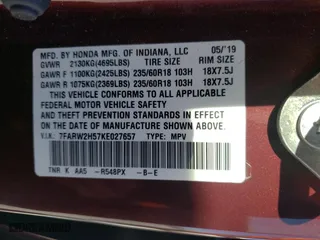 MFD. BY HONDA MFG. OF INDIANA, LLC 05/19
GVWR 2130KG(4695LBS) TIRE SIZE RIM SIZE
GAWR F 1100KG(2425LBS) 235/60R18 103H 18X7.5J
GAWR R 1075KG(2369LBS) 235/60R18 103H 18X7.5J
THIS VEHICLE CONFORMS TO ALL APPLICABLE
FEDERAL MOTOR VEHICLE SAFETY, BUMPER,
AND THEFT PREVENTION STANDARDS IN EFFECT
ON THE DATE OF MANUFACTURE SHOWN ABOVE.
V.I.N. 7FARW2H57KE027657 TYPE: MPV
TNR K AA5 -R548PX -B-E